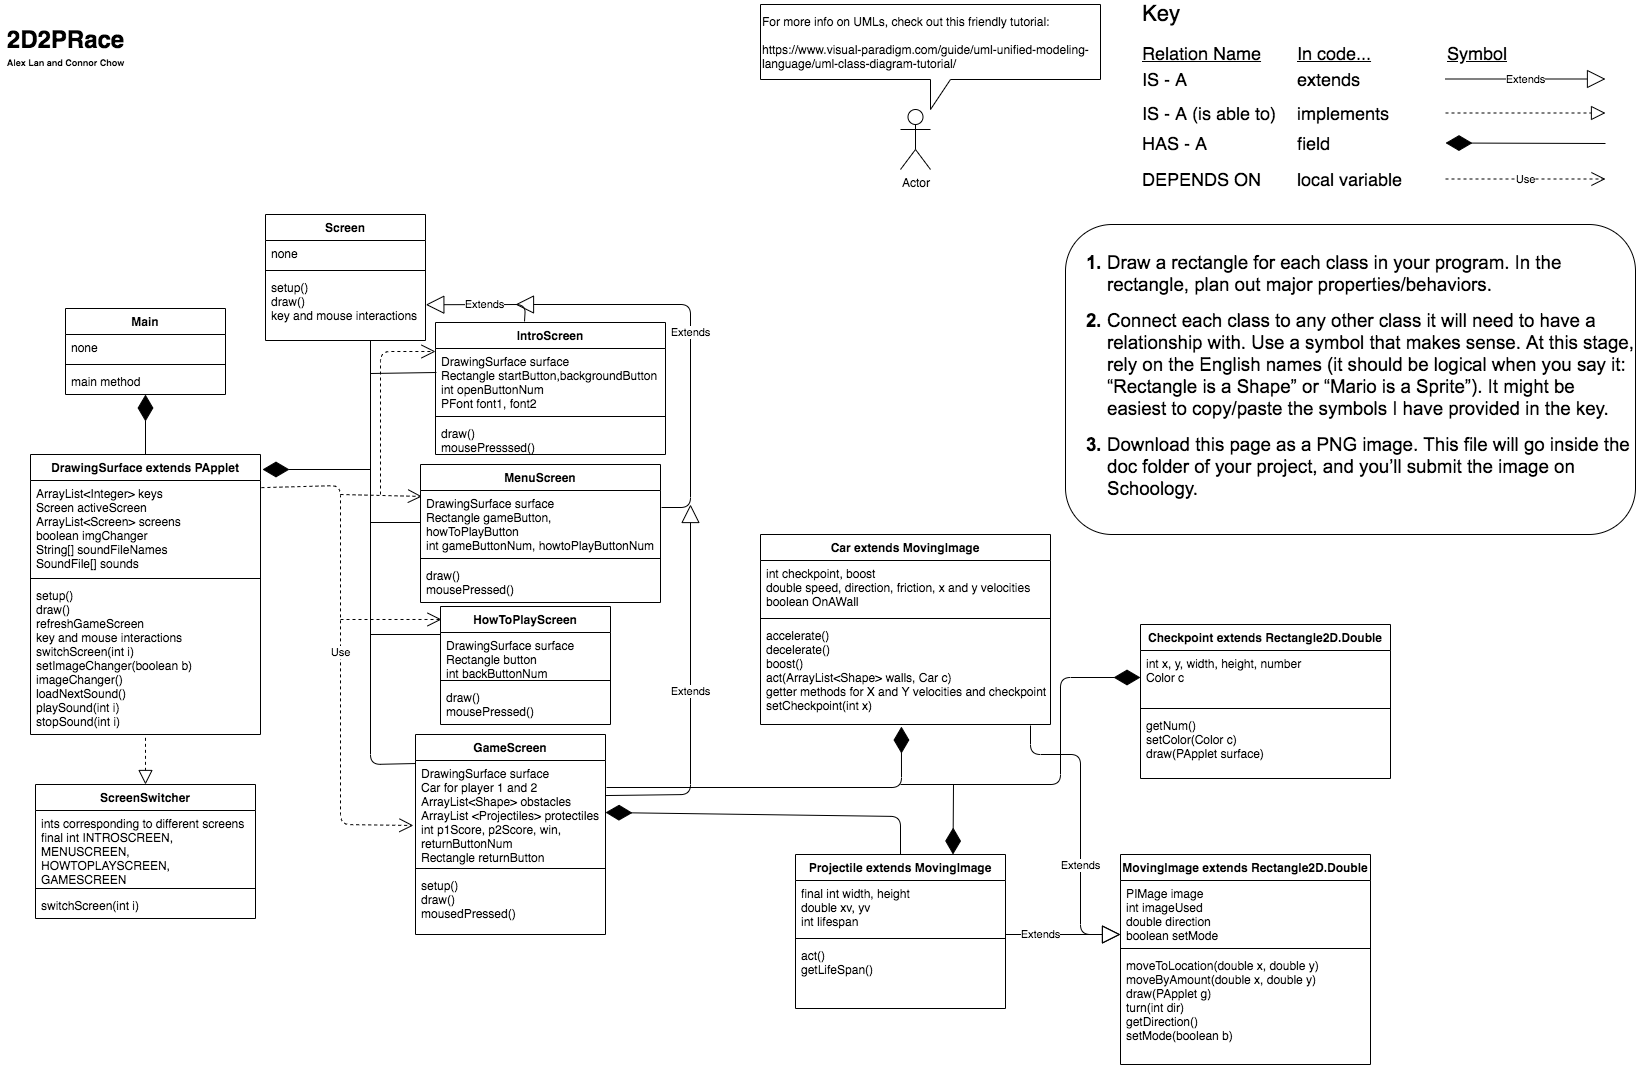 2D2PRace
Alex Lan and Connor Chow
For more info on UMLs, check out this friendly tutorial:
https://www.visual-paradigm.com/guide/uml-unified-modeling-
language/uml-class-diagram-tutorial/
Actor
Key
Relation Name In code... Symbol
IS - A extends Extends
IS - A (is able to) implements
HAS - A field
DEPENDS ON local variable Use
1. Draw a rectangle for each class in your program. In the
rectangle, plan out major properties/behaviors.
2. Connect each class to any other class it will need to have a
relationship with. Use a symbol that makes sense. At this stage,
rely on the English names (it should be logical when you say it:
“Rectangle is a Shape” or “Mario is a Sprite”). It might be
easiest to copy/paste the symbols I have provided in the key.
3. Download this page as a PNG image. This file will go inside the
doc folder of your project, and you’ll submit the image on
Schoology.
Screen
none
setup()
draw()
key and mouse interactions
Extends
Extends
Main
none
main method
IntroScreen
DrawingSurface surface
Rectangle startButton,backgroundButton
int openButtonNum
PFont font1, font2
draw()
mousePresssed()
DrawingSurface extends PApplet
ArrayList<Integer> keys
Screen activeScreen
ArrayList<Screen> screens
boolean imgChanger
String[] soundFileNames
SoundFile[] sounds
setup()
draw()
refreshGameScreen
key and mouse interactions
switchScreen(int i)
setImageChanger(boolean b)
imageChanger()
loadNextSound()
playSound(int i)
stopSound(int i)
Use
MenuScreen
DrawingSurface surface
Rectangle gameButton,
howToPlayButton
int gameButtonNum, howtoPlayButtonNum
draw()
mousePressed()
HowToPlayScreen
DrawingSurface surface
Rectangle button
int backButtonNum
draw()
mousePressed()
Extends
GameScreen
DrawingSurface surface
Car for player 1 and 2
ArrayList<Shape> obstacles
ArrayList <Projectiles> protectiles
int p1Score, p2Score, win,
returnButtonNum
Rectangle returnButton
setup()
draw()
mousedPressed()
ScreenSwitcher
ints corresponding to different screens
final int INTROSCREEN,
MENUSCREEN,
HOWTOPLAYSCREEN,
GAMESCREEN
switchScreen(int i)
Car extends MovingImage
int checkpoint, boost
double speed, direction, friction, x and y velocities
boolean OnAWall
accelerate()
decelerate()
boost()
act(ArrayList<Shape> walls, Car c)
getter methods for X and Y velocities and checkpoint
setCheckpoint(int x)
Checkpoint extends Rectangle2D.Double
int x, y, width, height, number
Color c
getNum()
setColor(Color c)
draw(PApplet surface)
Projectile extends MovingImage
final int width, height
double xv, yv
int lifespan
act()
getLifeSpan()
Extends
Extends
MovingImage extends Rectangle2D.Double
PIMage image
int imageUsed
double direction
boolean setMode
moveToLocation(double x, double y)
moveByAmount(double x, double y)
draw(PApplet g)
turn(int dir)
getDirection()
setMode(boolean b)